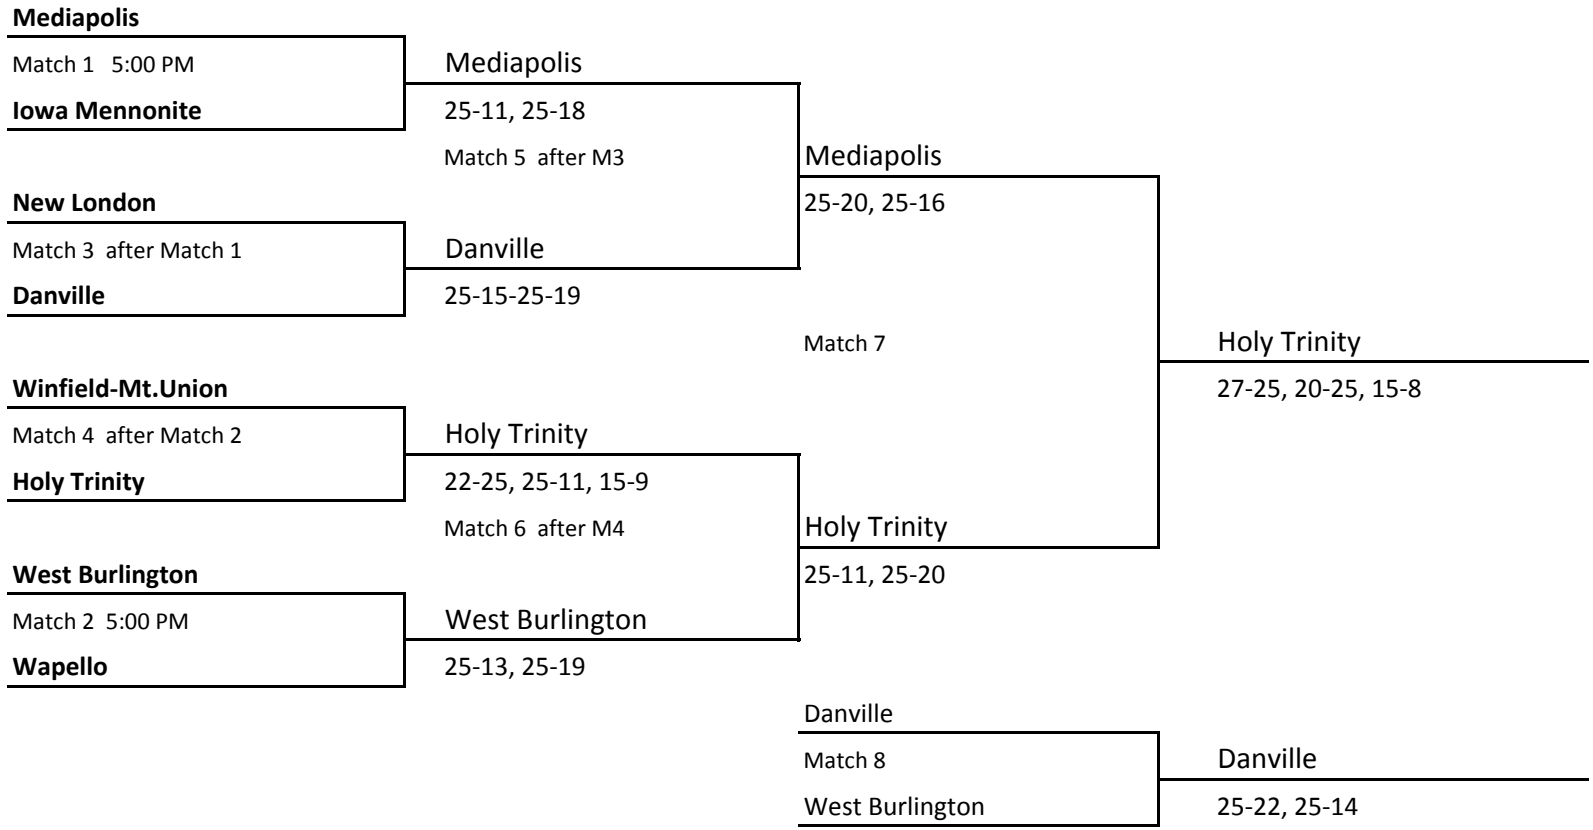 Mediapolis
Match 1   5:00 PM
Mediapolis
Iowa Mennonite
25-11, 25-18
Match 5  after M3
Mediapolis
New London
25-20, 25-16
Match 3  after Match 1
Danville
Danville
25-15-25-19
Match 7
Holy Trinity
Winfield-Mt.Union
27-25, 20-25, 15-8
Match 4  after Match 2
Holy Trinity
Holy Trinity
22-25, 25-11, 15-9
Match 6  after M4
Holy Trinity
West Burlington
25-11, 25-20
Match 2  5:00 PM
West Burlington
Wapello
25-13, 25-19
Danville
Match 8
Danville
West Burlington
25-22, 25-14